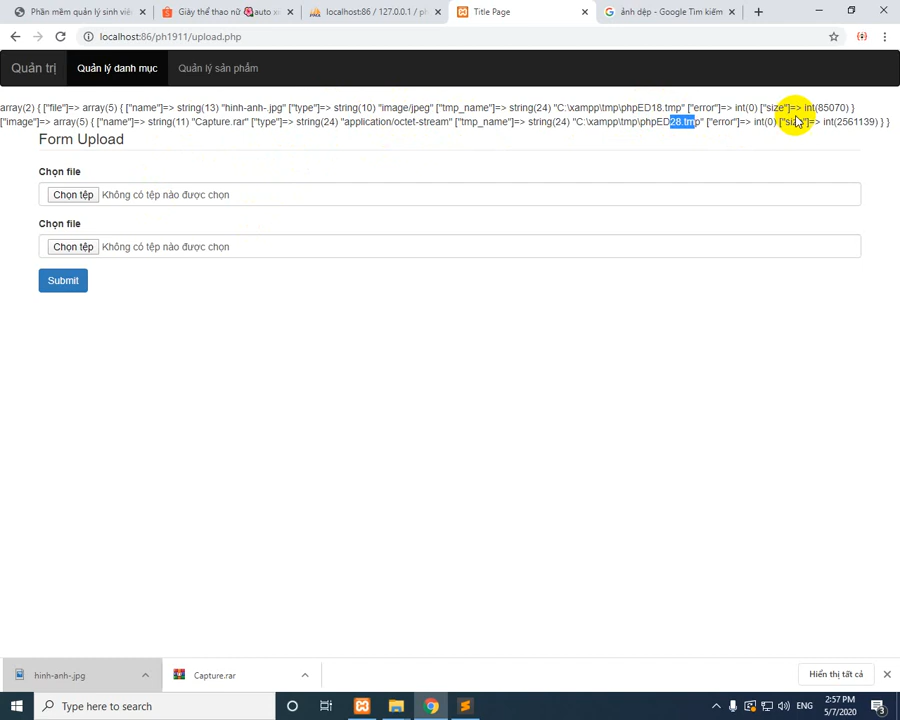 Phần mềm quản lý sinh viê
Giày thể thao nữ auto x
localhost:86 / 127.0.0.1 / ph
Title Page
ảnh dẹp - Google Tìm kiếm
localhost:86/ph1911/upload.php
Quản trị
Quản lý danh mục
Quản lý sản phẩm
array(2) { ["file"]=> array(5) { ["name"]=> string(13) "hinh-anh-.jpg" ["type"]=> string(10) "image/jpeg" ["tmp_name"]=> string(24) "C:\xampp\tmp\phpED18.tmp" ["error"]=> int(0) ["size"]=> int(85070) }
["image"]=> array(5) { ["name"]=> string(11) "Capture.rar" ["type"]=> string(24) "application/octet-stream" ["tmp_name"]=> string(24) "C:\xampp\tmp\phpED28.tmp" ["error"]=> int(0) ["size"]=> int(2561139) } }
Form Upload
Chọn file
Chọn tệp Không có tệp nào được chọn
Chọn file
Chọn tệp Không có tệp nào được chọn
Submit
hinh-anh-.jpg
Capture.rar
Hiển thị tất cả
Type here to search
ENG
2:57 PM
5/7/2020
3